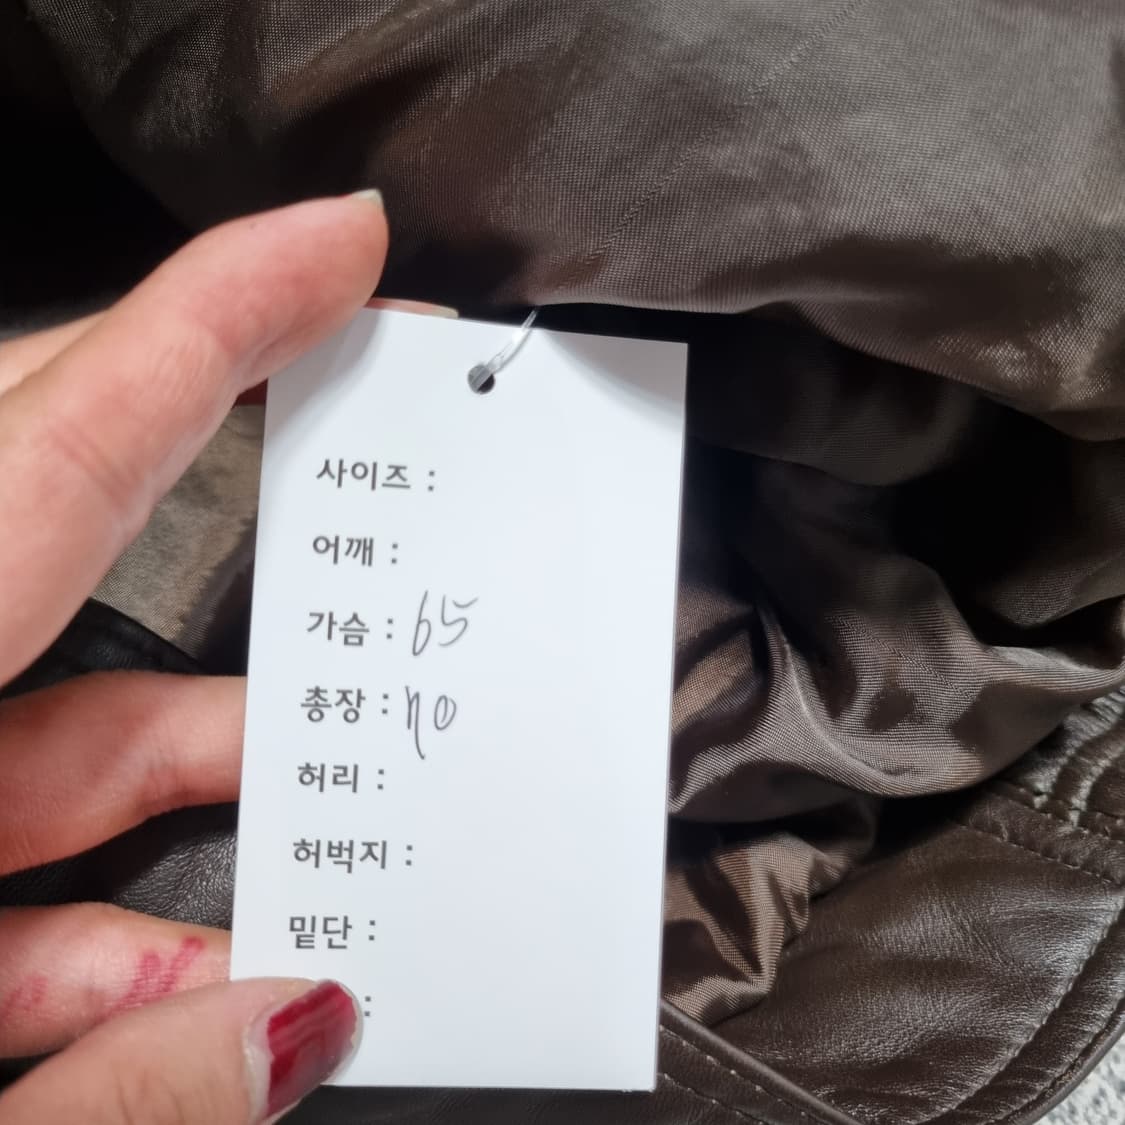 사이즈 :
어깨 :
가슴 : 65
총장 : 70
허리 :
허벅지 :
밑단 :
: